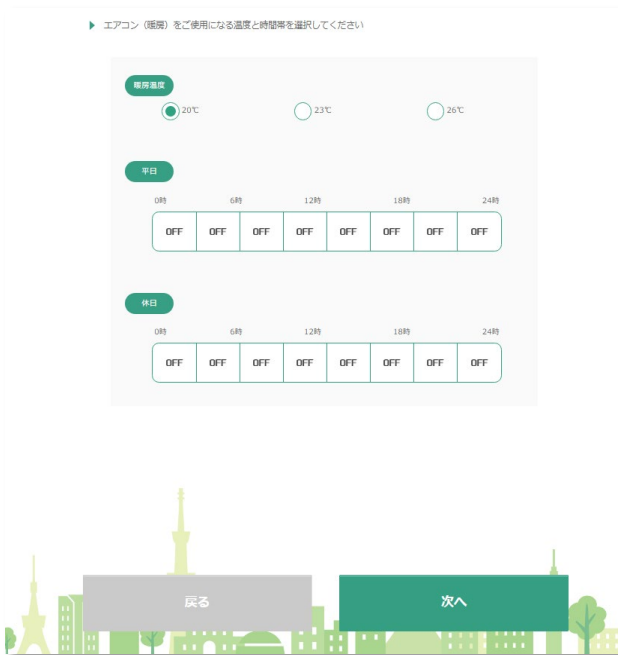 エアコン（暖房）をご使用になる温度と時間帯を選択してください
暖房温度
20℃ 23℃ 26℃
平日
0時 6時 12時 18時 24時
OFF OFF OFF OFF OFF OFF OFF OFF
休日
0時 6時 12時 18時 24時
OFF OFF OFF OFF OFF OFF OFF OFF
戻る 次へ